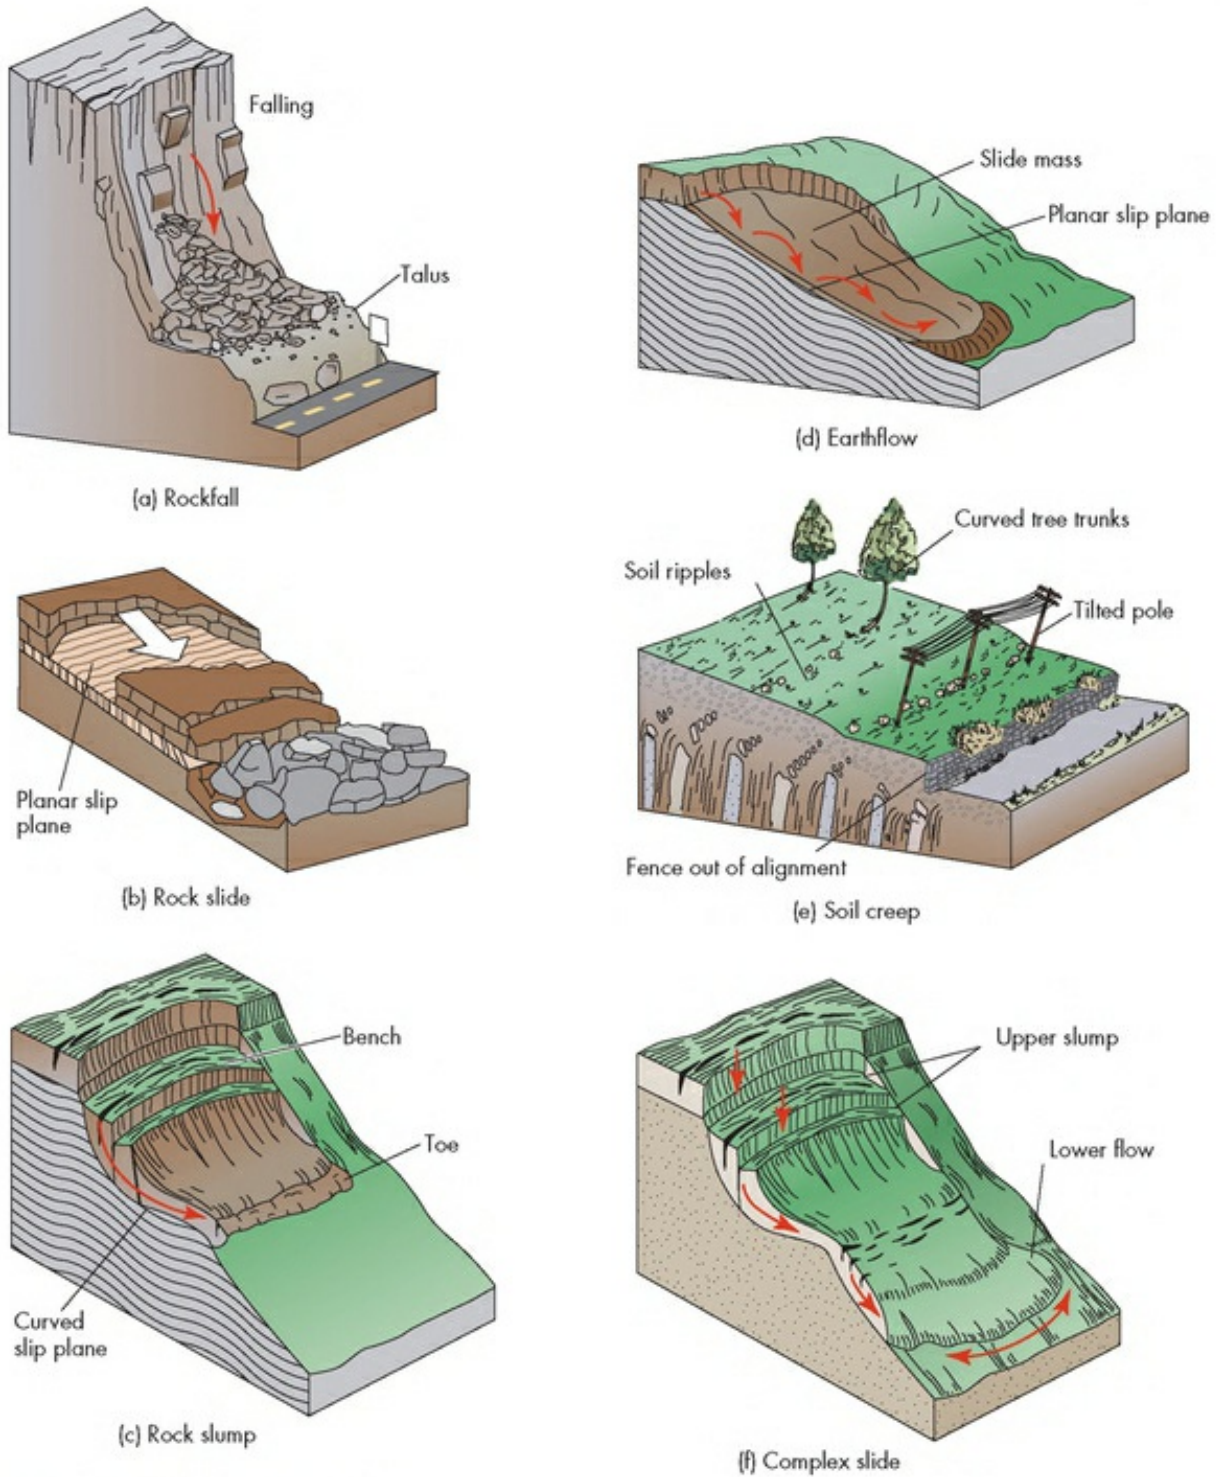 Falling
Talus
(a) Rockfall
Planar slip
plane
(b) Rock slide
Bench
Toe
Curved
slip plane
(c) Rock slump
Slide mass
Planar slip plane
(d) Earthflow
Curved tree trunks
Soil ripples
Tilted pole
Fence out of alignment
(e) Soil creep
Upper slump
Lower flow
(f) Complex slide